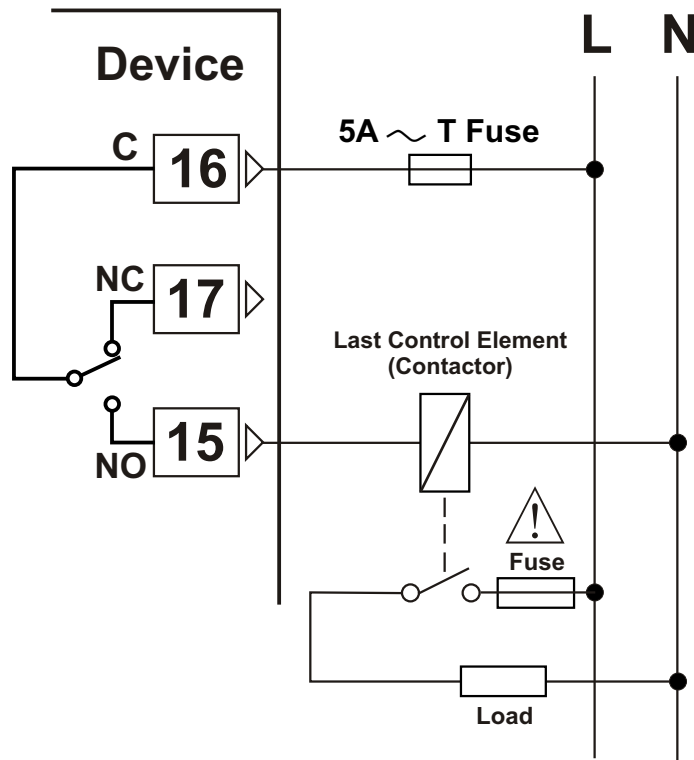 L N
Device
5A ~ T Fuse
C
16
NC
17
Last Control Element
(Contactor)
15
NO
Fuse
Load